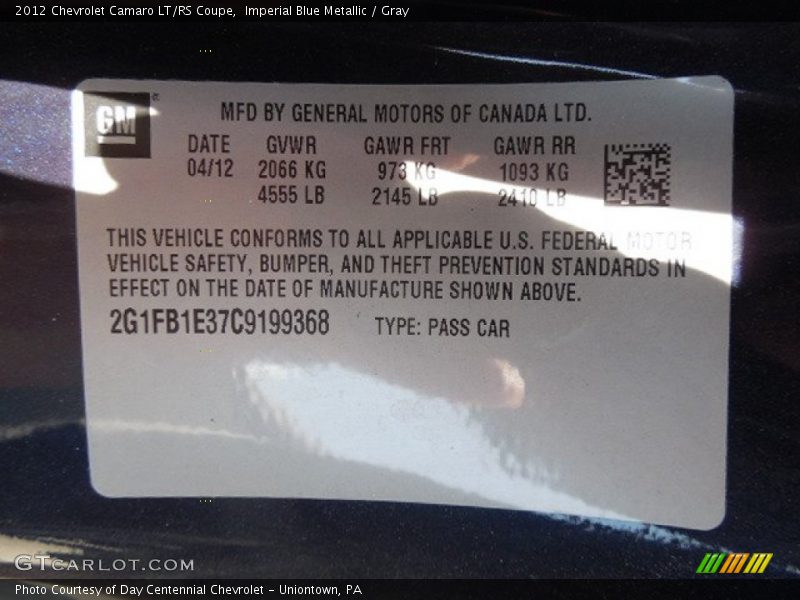 2012 Chevrolet Camaro LT/RS Coupe, Imperial Blue Metallic / Gray
GM
MFD BY GENERAL MOTORS OF CANADA LTD.
DATE GVWR GAWR FRT GAWR RR
04/12 2066 KG 973 KG 1093 KG
4555 LB 2145 LB 2410 LB
THIS VEHICLE CONFORMS TO ALL APPLICABLE U.S. FEDERAL MOTOR
VEHICLE SAFETY, BUMPER, AND THEFT PREVENTION STANDARDS IN
EFFECT ON THE DATE OF MANUFACTURE SHOWN ABOVE.
2G1FB1E37C9199368 TYPE: PASS CAR
GTCARLOT.COM
Photo Courtesy of Day Centennial Chevrolet - Uniontown, PA